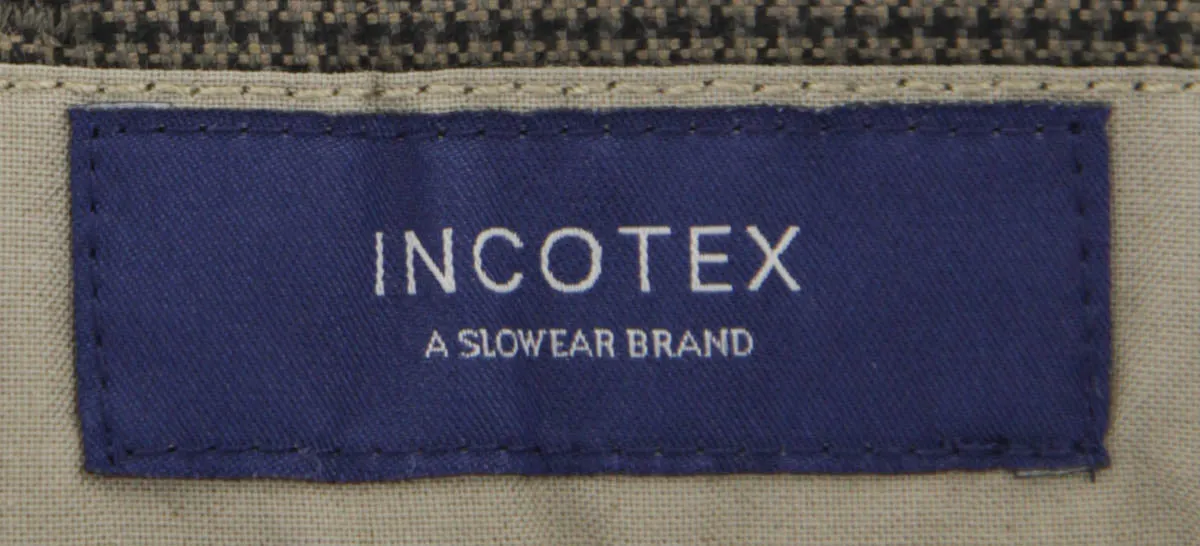 INCOTEX
A SLOWEAR BRAND